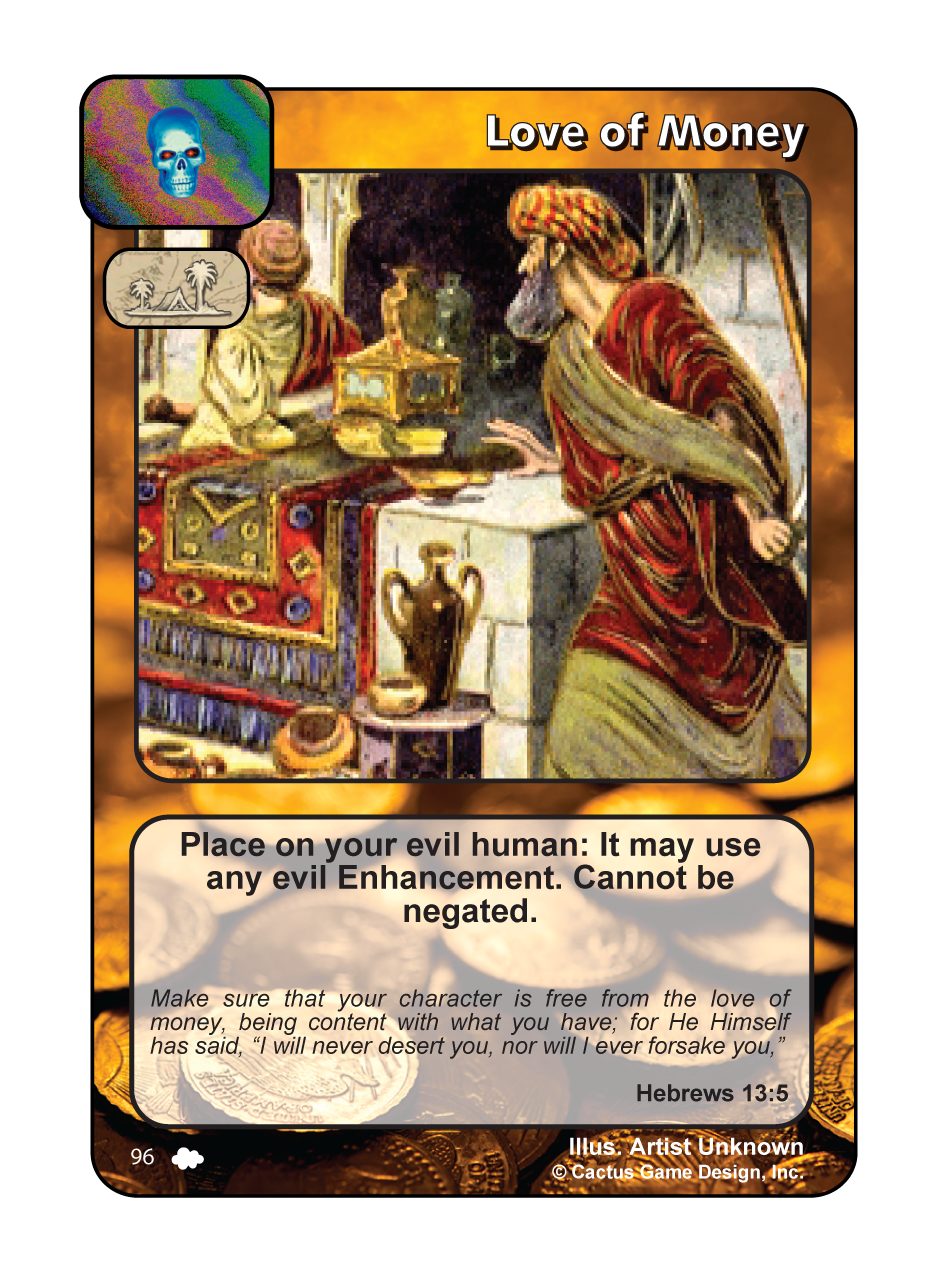 Love of Money
Place on your evil human: It may use
any evil Enhancement. Cannot be
negated.
Make sure that your character is free from the love of
money, being content with what you have; for He Himself
has said, “I will never desert you, nor will I ever forsake you,”
Hebrews 13:5
96
Illus. Artist Unknown
© Cactus Game Design, Inc.